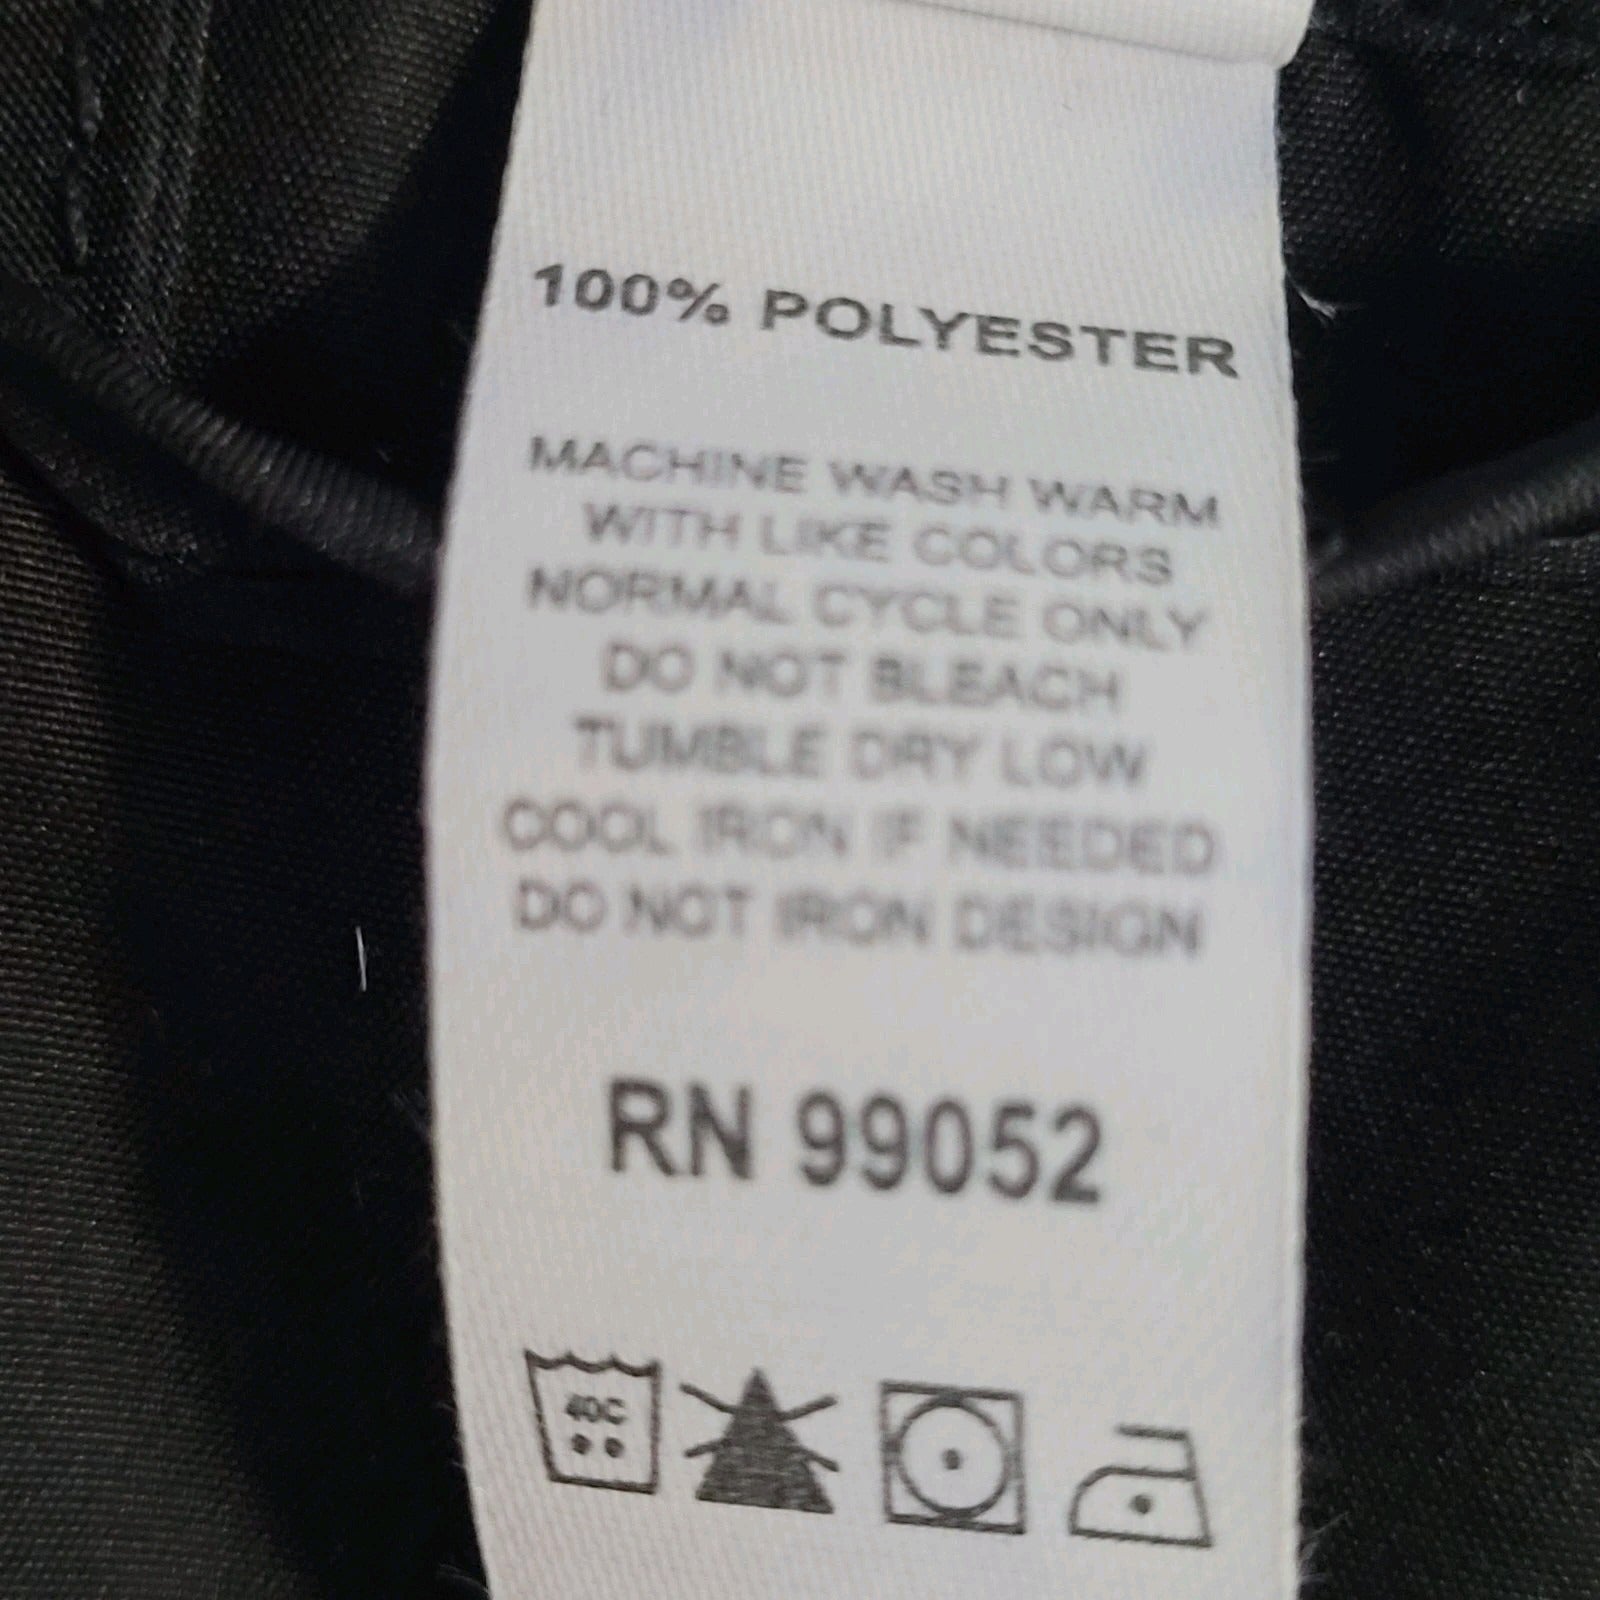 100% POLYESTER
MACHINE WASH WARM
WITH LIKE COLORS
NORMAL CYCLE ONLY
DO NOT BLEACH
TUMBLE DRY LOW
COOL IRON IF NEEDED
DO NOT IRON DESIGN
RN 99052
40C